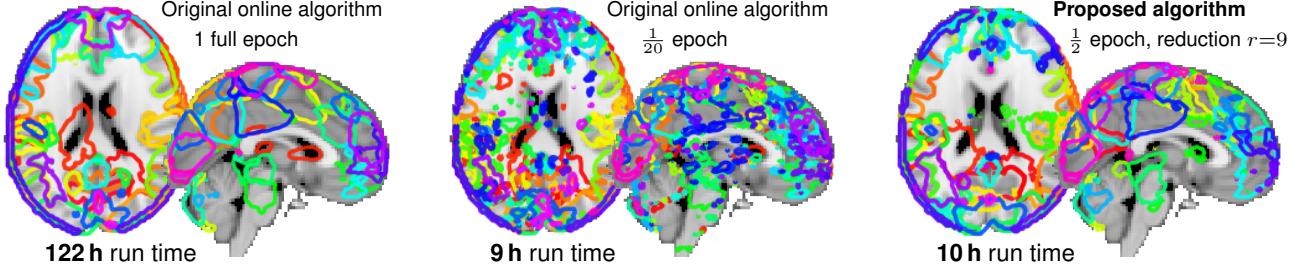 Original online algorithm
1 full epoch
122 h run time
Original online algorithm
1/20 epoch
9 h run time
Proposed algorithm
1/2 epoch, reduction r=9
10 h run time